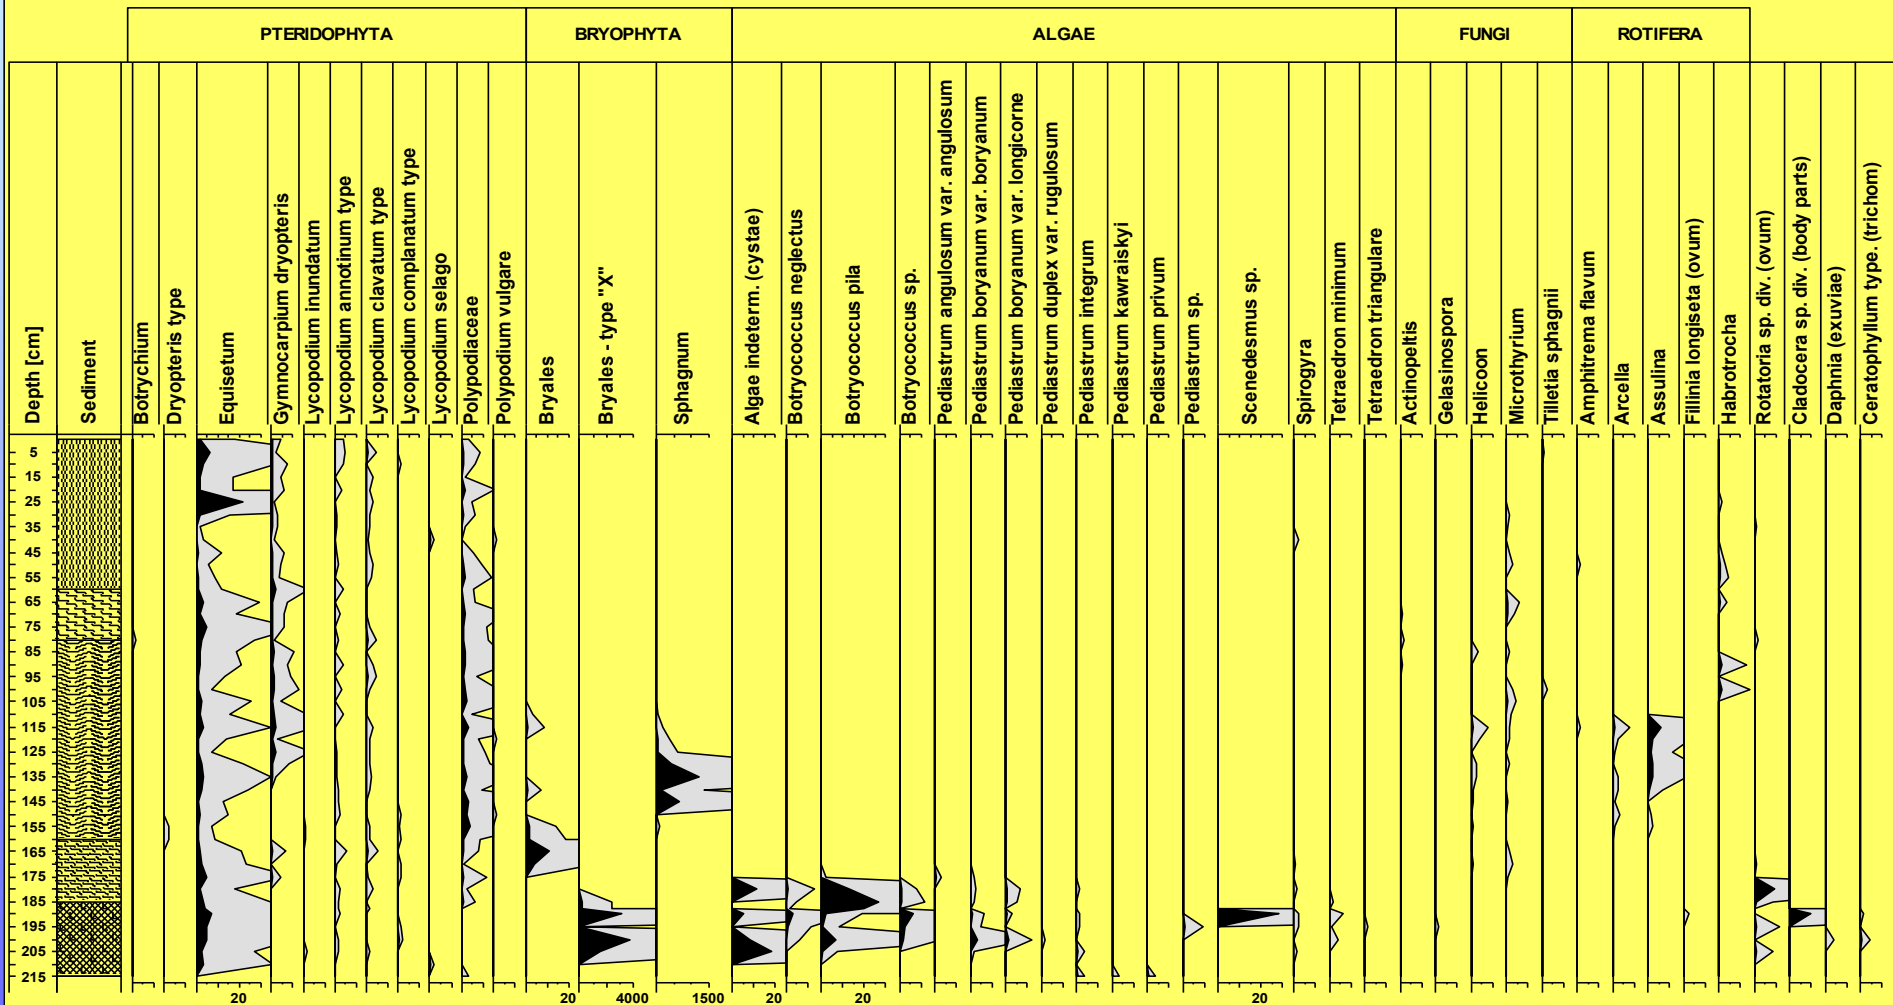 PTERIDOPHYTA
BRYOPHYTA
ALGAE
FUNGI
ROTIFERA
Depth [cm]
Sediment
Botrychium
Dryopteris type
Equisetum
Gymnocarpium dryopteris
Lycopodium inundatum
Lycopodium annotinum type
Lycopodium clavatum type
Lycopodium complanatum type
Lycopodium selago
Polypodiaceae
Polypodium vulgare
Bryales
Bryales - type "X"
Sphagnum
Algae indeterm. (cystae)
Botryococcus neglectus
Botryococcus pila
Botryococcus sp.
Pediastrum angulosum var. angulosum
Pediastrum boryanum var. boryanum
Pediastrum boryanum var. longicorne
Pediastrum duplex var. rugulosum
Pediastrum integrum
Pediastrum kawraiskyi
Pediastrum privum
Pediastrum sp.
Scenedesmus sp.
Spirogyra
Tetraedron minimum
Tetraedron triangulare
Actinopeltis
Gelasinospora
Helicoon
Microthyrium
Tilletia sphagnii
Amphitrema flavum
Arcella
Assulina
Fillinia longiseta (ovum)
Habrotrocha
Rotatoria sp. div. (ovum)
Cladocera sp. div. (body parts)
Daphnia (exuviae)
Ceratophyllum type. (trichom)
5
15
25
35
45
55
65
75
85
95
105
115
125
135
145
155
165
175
185
195
205
215
20
20
4000
1500
20
20
20